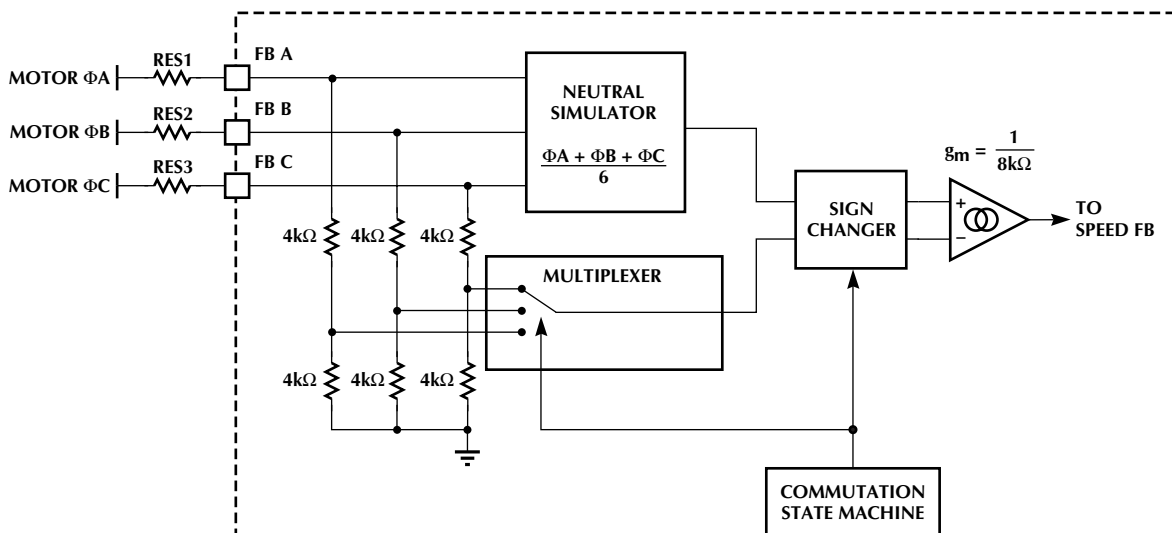 RES1
FB A
MOTOR ΦA
RES2
FB B
MOTOR ΦB
RES3
FB C
MOTOR ΦC
NEUTRAL
SIMULATOR
ΦA + ΦB + ΦC
6
gm = 1
8kΩ
SIGN
CHANGER
+
−
TO
SPEED FB
4kΩ 4kΩ 4kΩ
MULTIPLEXER
4kΩ 4kΩ 4kΩ
COMMUTATION
STATE MACHINE